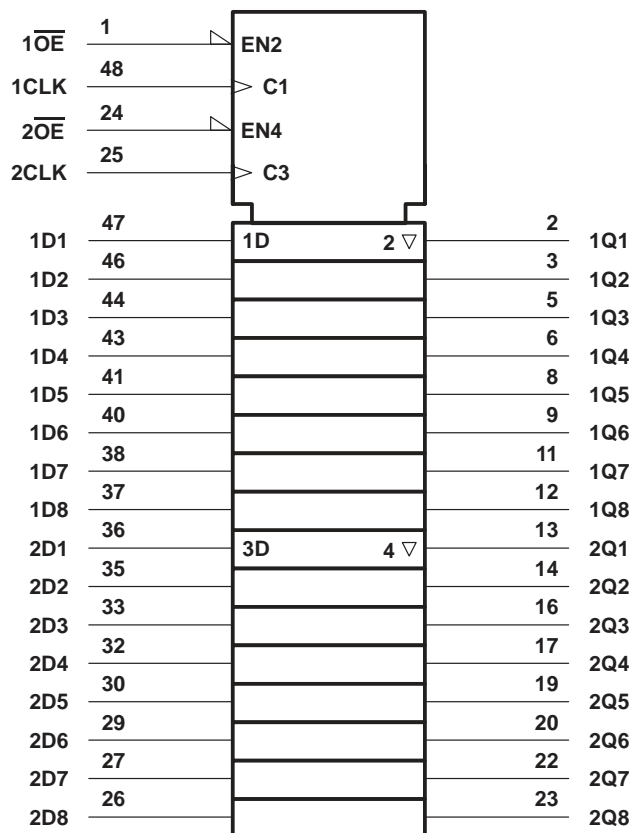 1OE 1 EN2
1CLK 48 C1
2OE 24 EN4
2CLK 25 C3
1D1 47 1D 2 ▽ 2 1Q1
1D2 46 3 1Q2
1D3 44 5 1Q3
1D4 43 6 1Q4
1D5 41 8 1Q5
1D6 40 9 1Q6
1D7 38 11 1Q7
1D8 37 12 1Q8
2D1 36 3D 4 ▽ 13 2Q1
2D2 35 14 2Q2
2D3 33 16 2Q3
2D4 32 17 2Q4
2D5 30 19 2Q5
2D6 29 20 2Q6
2D7 27 22 2Q7
2D8 26 23 2Q8